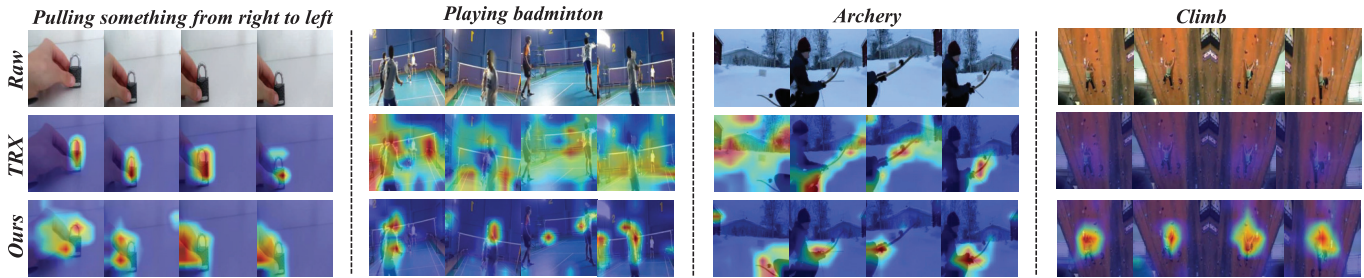 Pulling something from right to left
Playing badminton
Archery
Climb
Raw
TRX
Ours